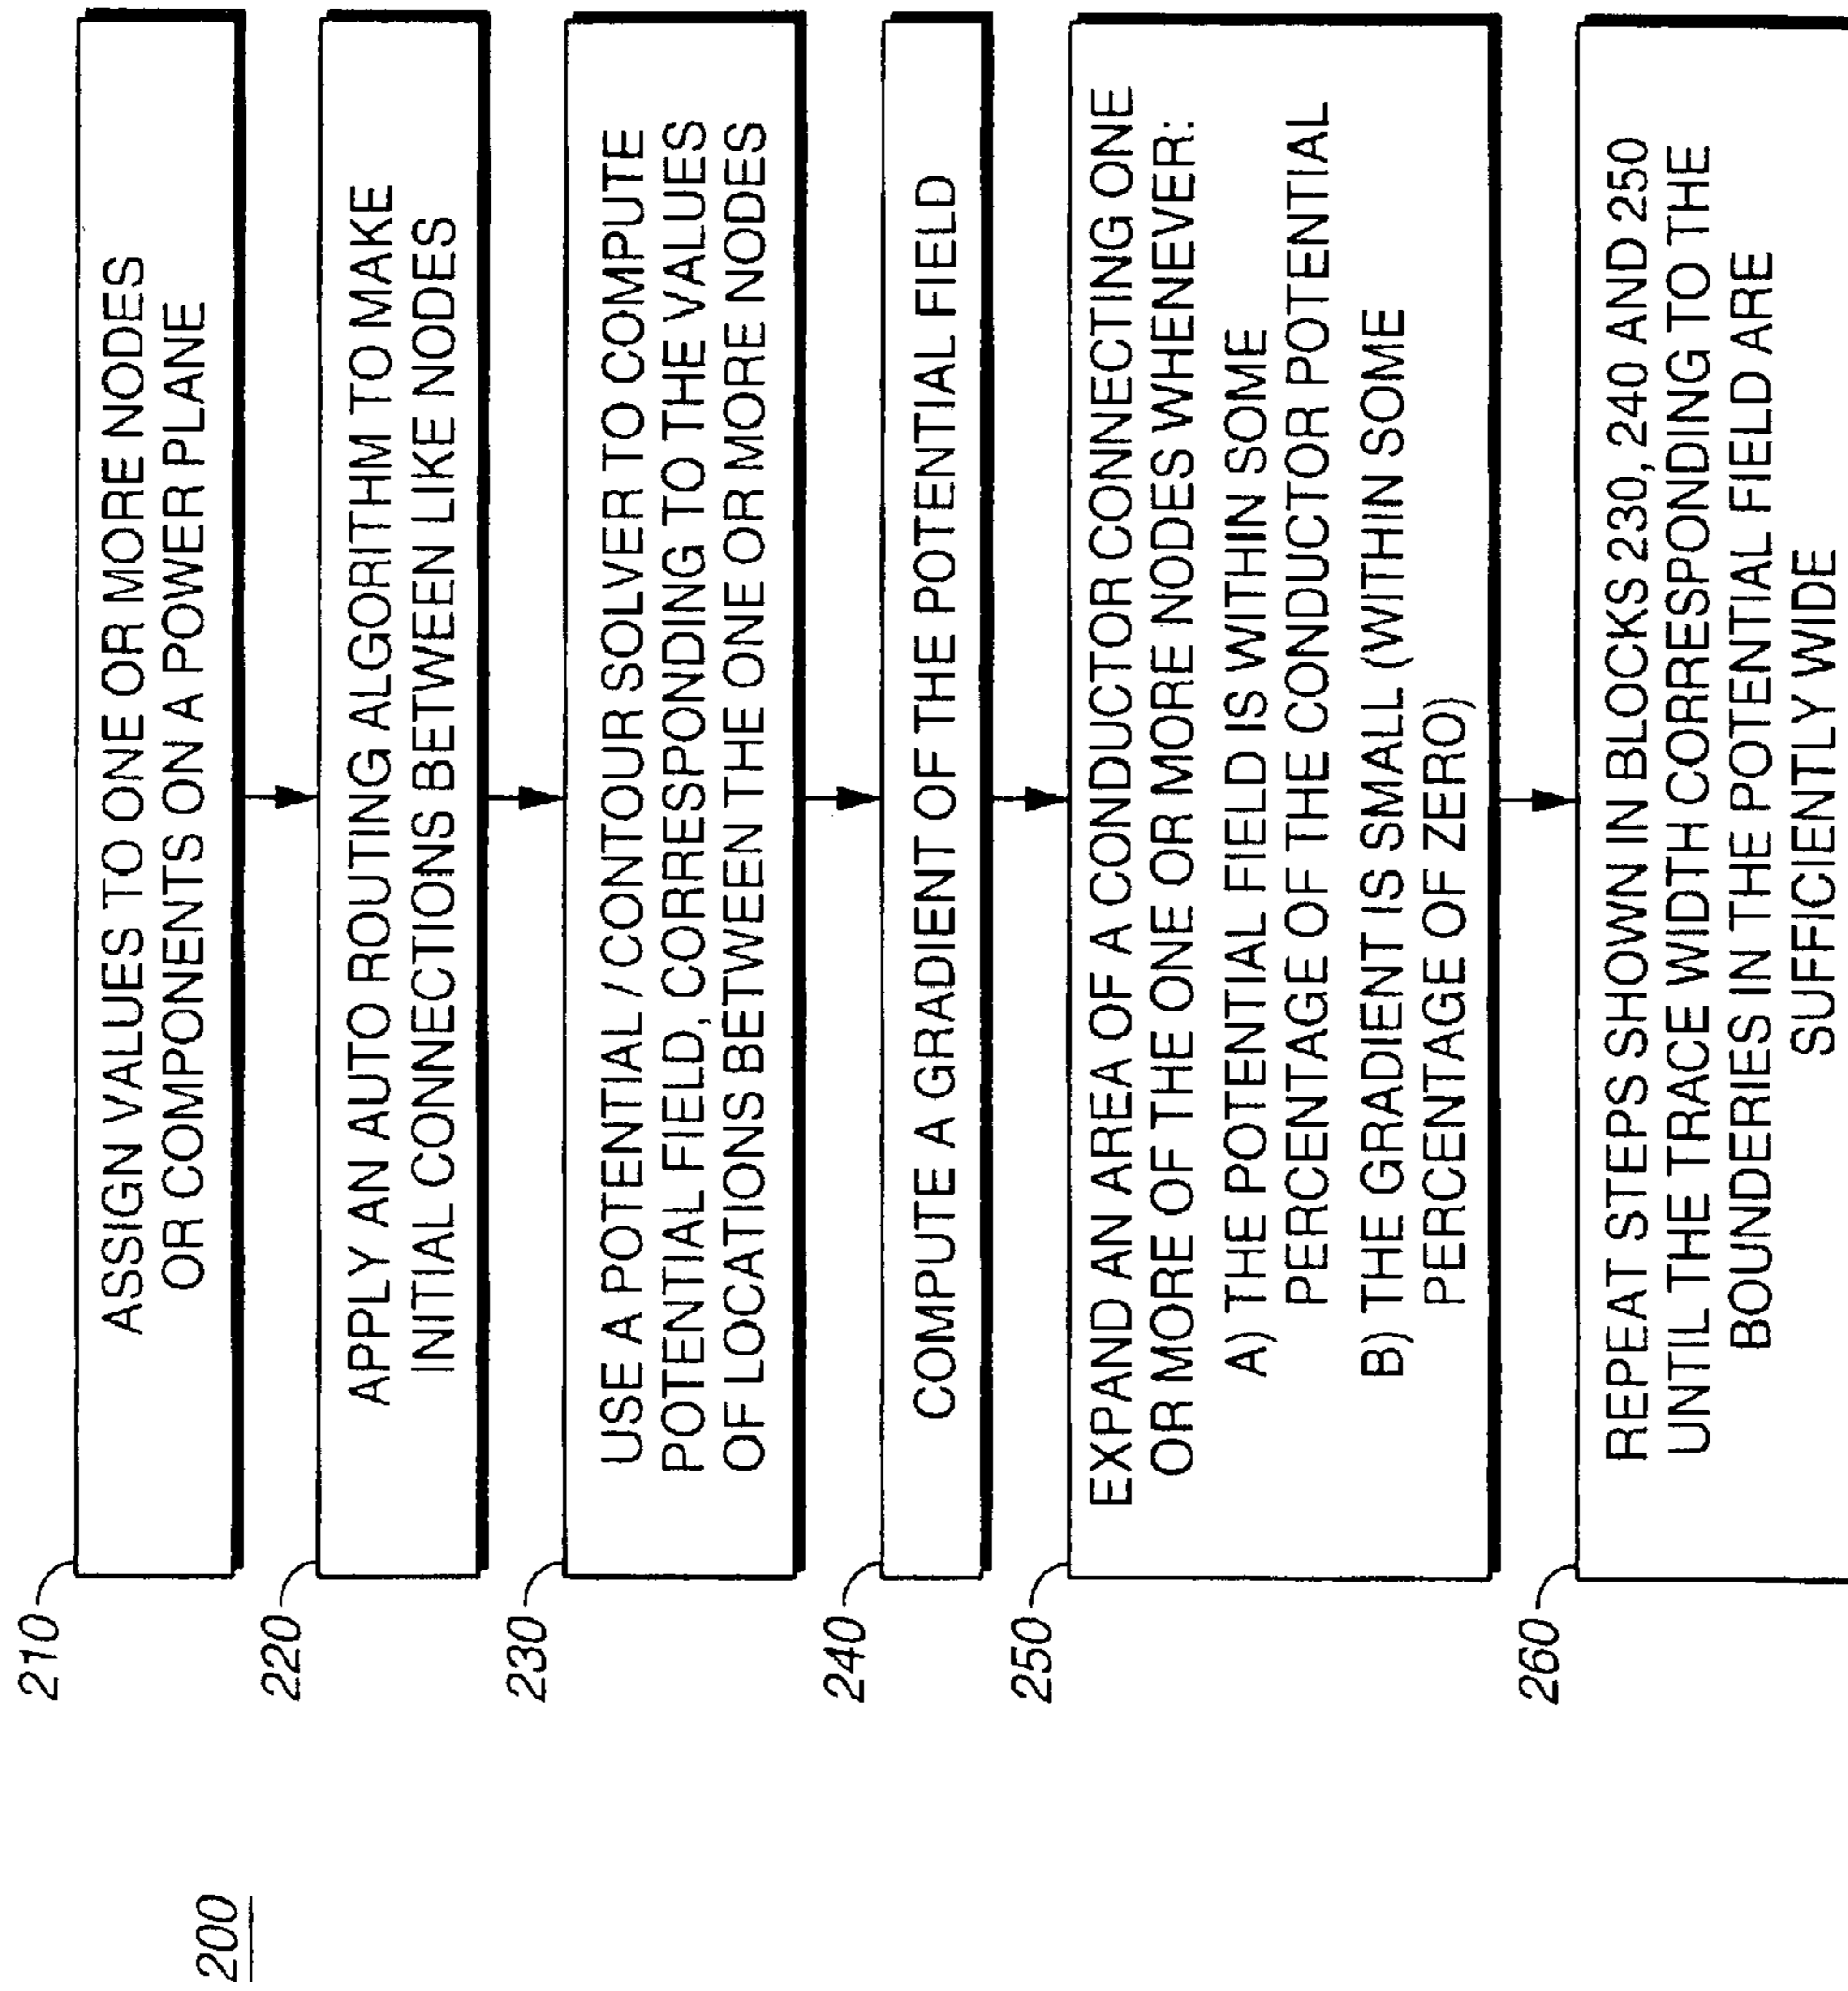 200
210
ASSIGN VALUES TO ONE OR MORE NODES
OR COMPONENTS ON A POWER PLANE
220
APPLY AN AUTO ROUTING ALGORITHM TO MAKE
INITIAL CONNECTIONS BETWEEN LIKE NODES
230
USE A POTENTIAL / CONTOUR SOLVER TO COMPUTE
POTENTIAL FIELD, CORRESPONDING TO THE VALUES
OF LOCATIONS BETWEEN THE ONE OR MORE NODES
240
COMPUTE A GRADIENT OF THE POTENTIAL FIELD
250
EXPAND AN AREA OF A CONDUCTOR CONNECTING ONE
OR MORE OF THE ONE OR MORE NODES WHENEVER:
A) THE POTENTIAL FIELD IS WITHIN SOME
PERCENTAGE OF THE CONDUCTOR POTENTIAL
B) THE GRADIENT IS SMALL (WITHIN SOME
PERCENTAGE OF ZERO)
260
REPEAT STEPS SHOWN IN BLOCKS 230, 240 AND 250
UNTIL THE TRACE WIDTH CORRESPONDING TO THE
BOUNDERIES IN THE POTENTIAL FIELD ARE
SUFFICIENTLY WIDE